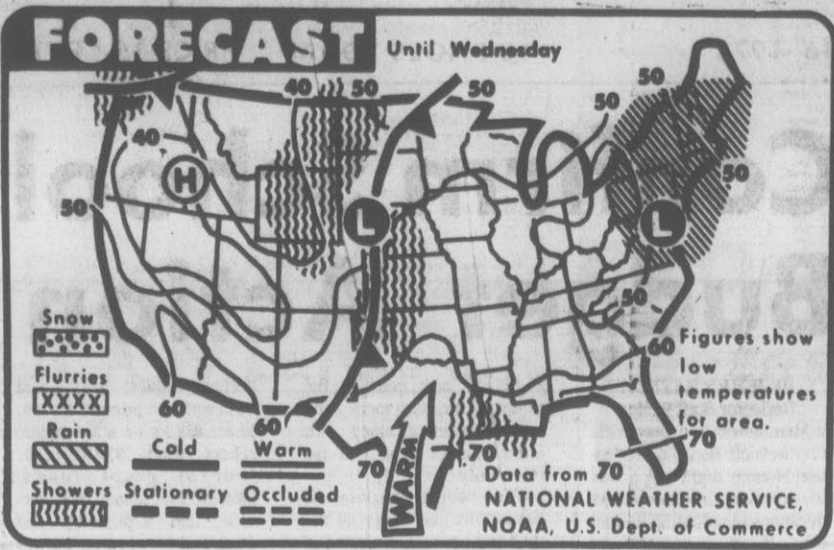 FORECAST
Until Wednesday
40
50
50
50
50
40
H
50
50
L
L
50
Snow
Flurries
XXXX
Rain
Showers
Cold
Warm
Stationary
Occluded
60
60
70
WARM
70
70
70
60
Figures show
low
temperatures
for area.
Data from
NATIONAL WEATHER SERVICE,
NOAA, U.S. Dept. of Commerce